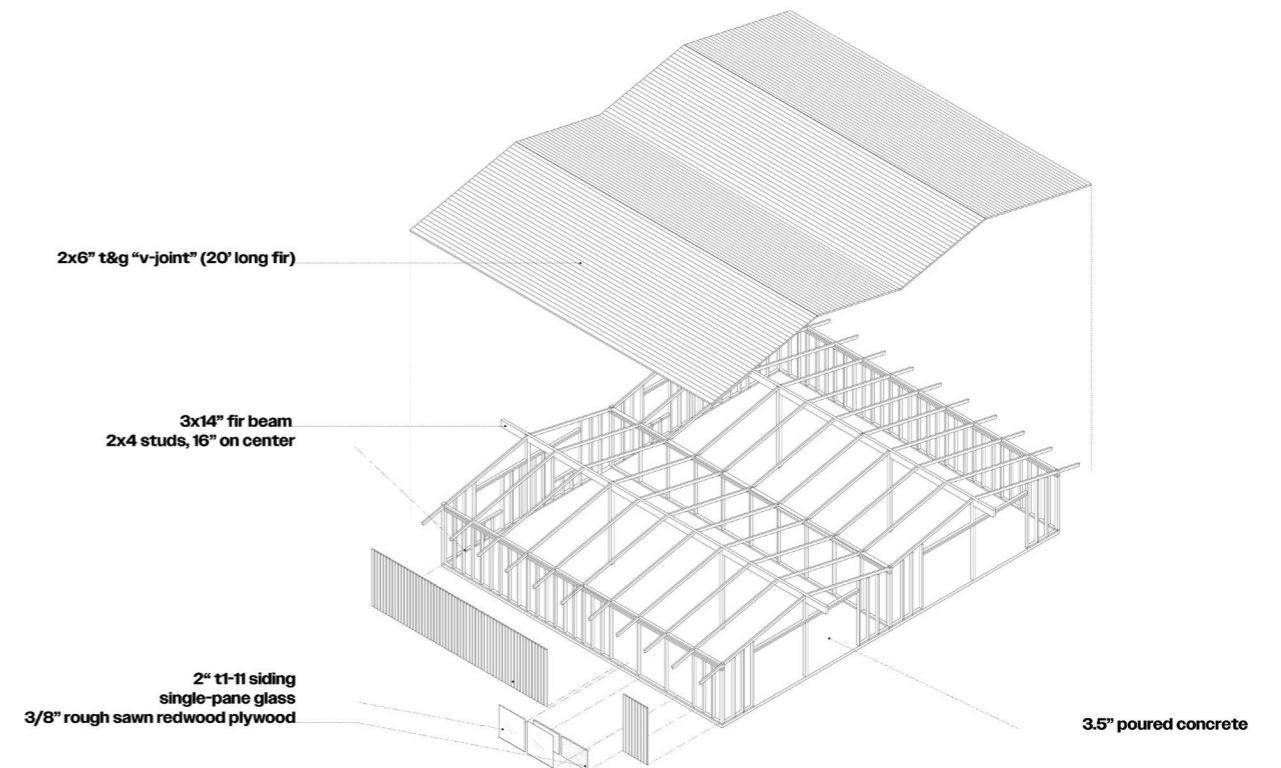 2x6” t&g “v-joint” (20’ long fir)
3x14” fir beam
2x4 studs, 16” on center
2“ t1-11 siding
single-pane glass
3/8” rough sawn redwood plywood
3.5” poured concrete